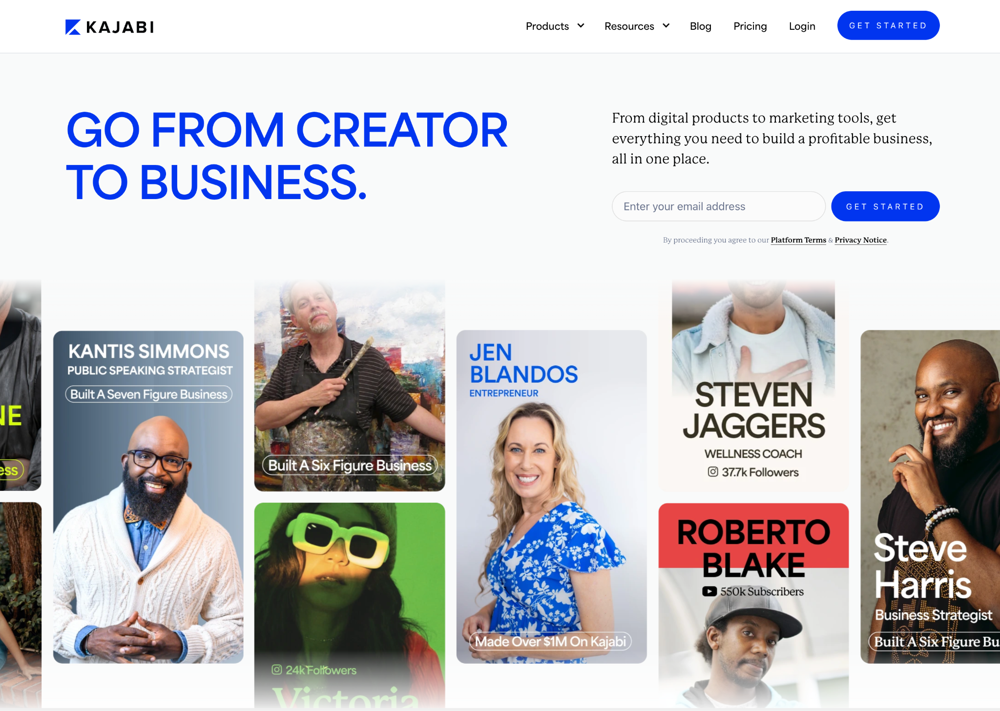 KAJABI
Products
Resources
Blog
Pricing
Login
GET STARTED
GO FROM CREATOR
TO BUSINESS.
From digital products to marketing tools, get
everything you need to build a profitable business,
all in one place.
Enter your email address
GET STARTED
By proceeding you agree to our Platform Terms & Privacy Notice.
KANTIS SIMMONS
PUBLIC SPEAKING STRATEGIST
Built A Seven Figure Business
Built A Six Figure Business
24k Followers
Victoria
JEN
BLANDOS
ENTREPRENEUR
Made Over $1M On Kajabi
STEVEN
JAGGERS
WELLNESS COACH
37.7k Followers
ROBERTO
BLAKE
550k Subscribers
Steve
Harris
Business Strategist
Built A Six Figure Bu